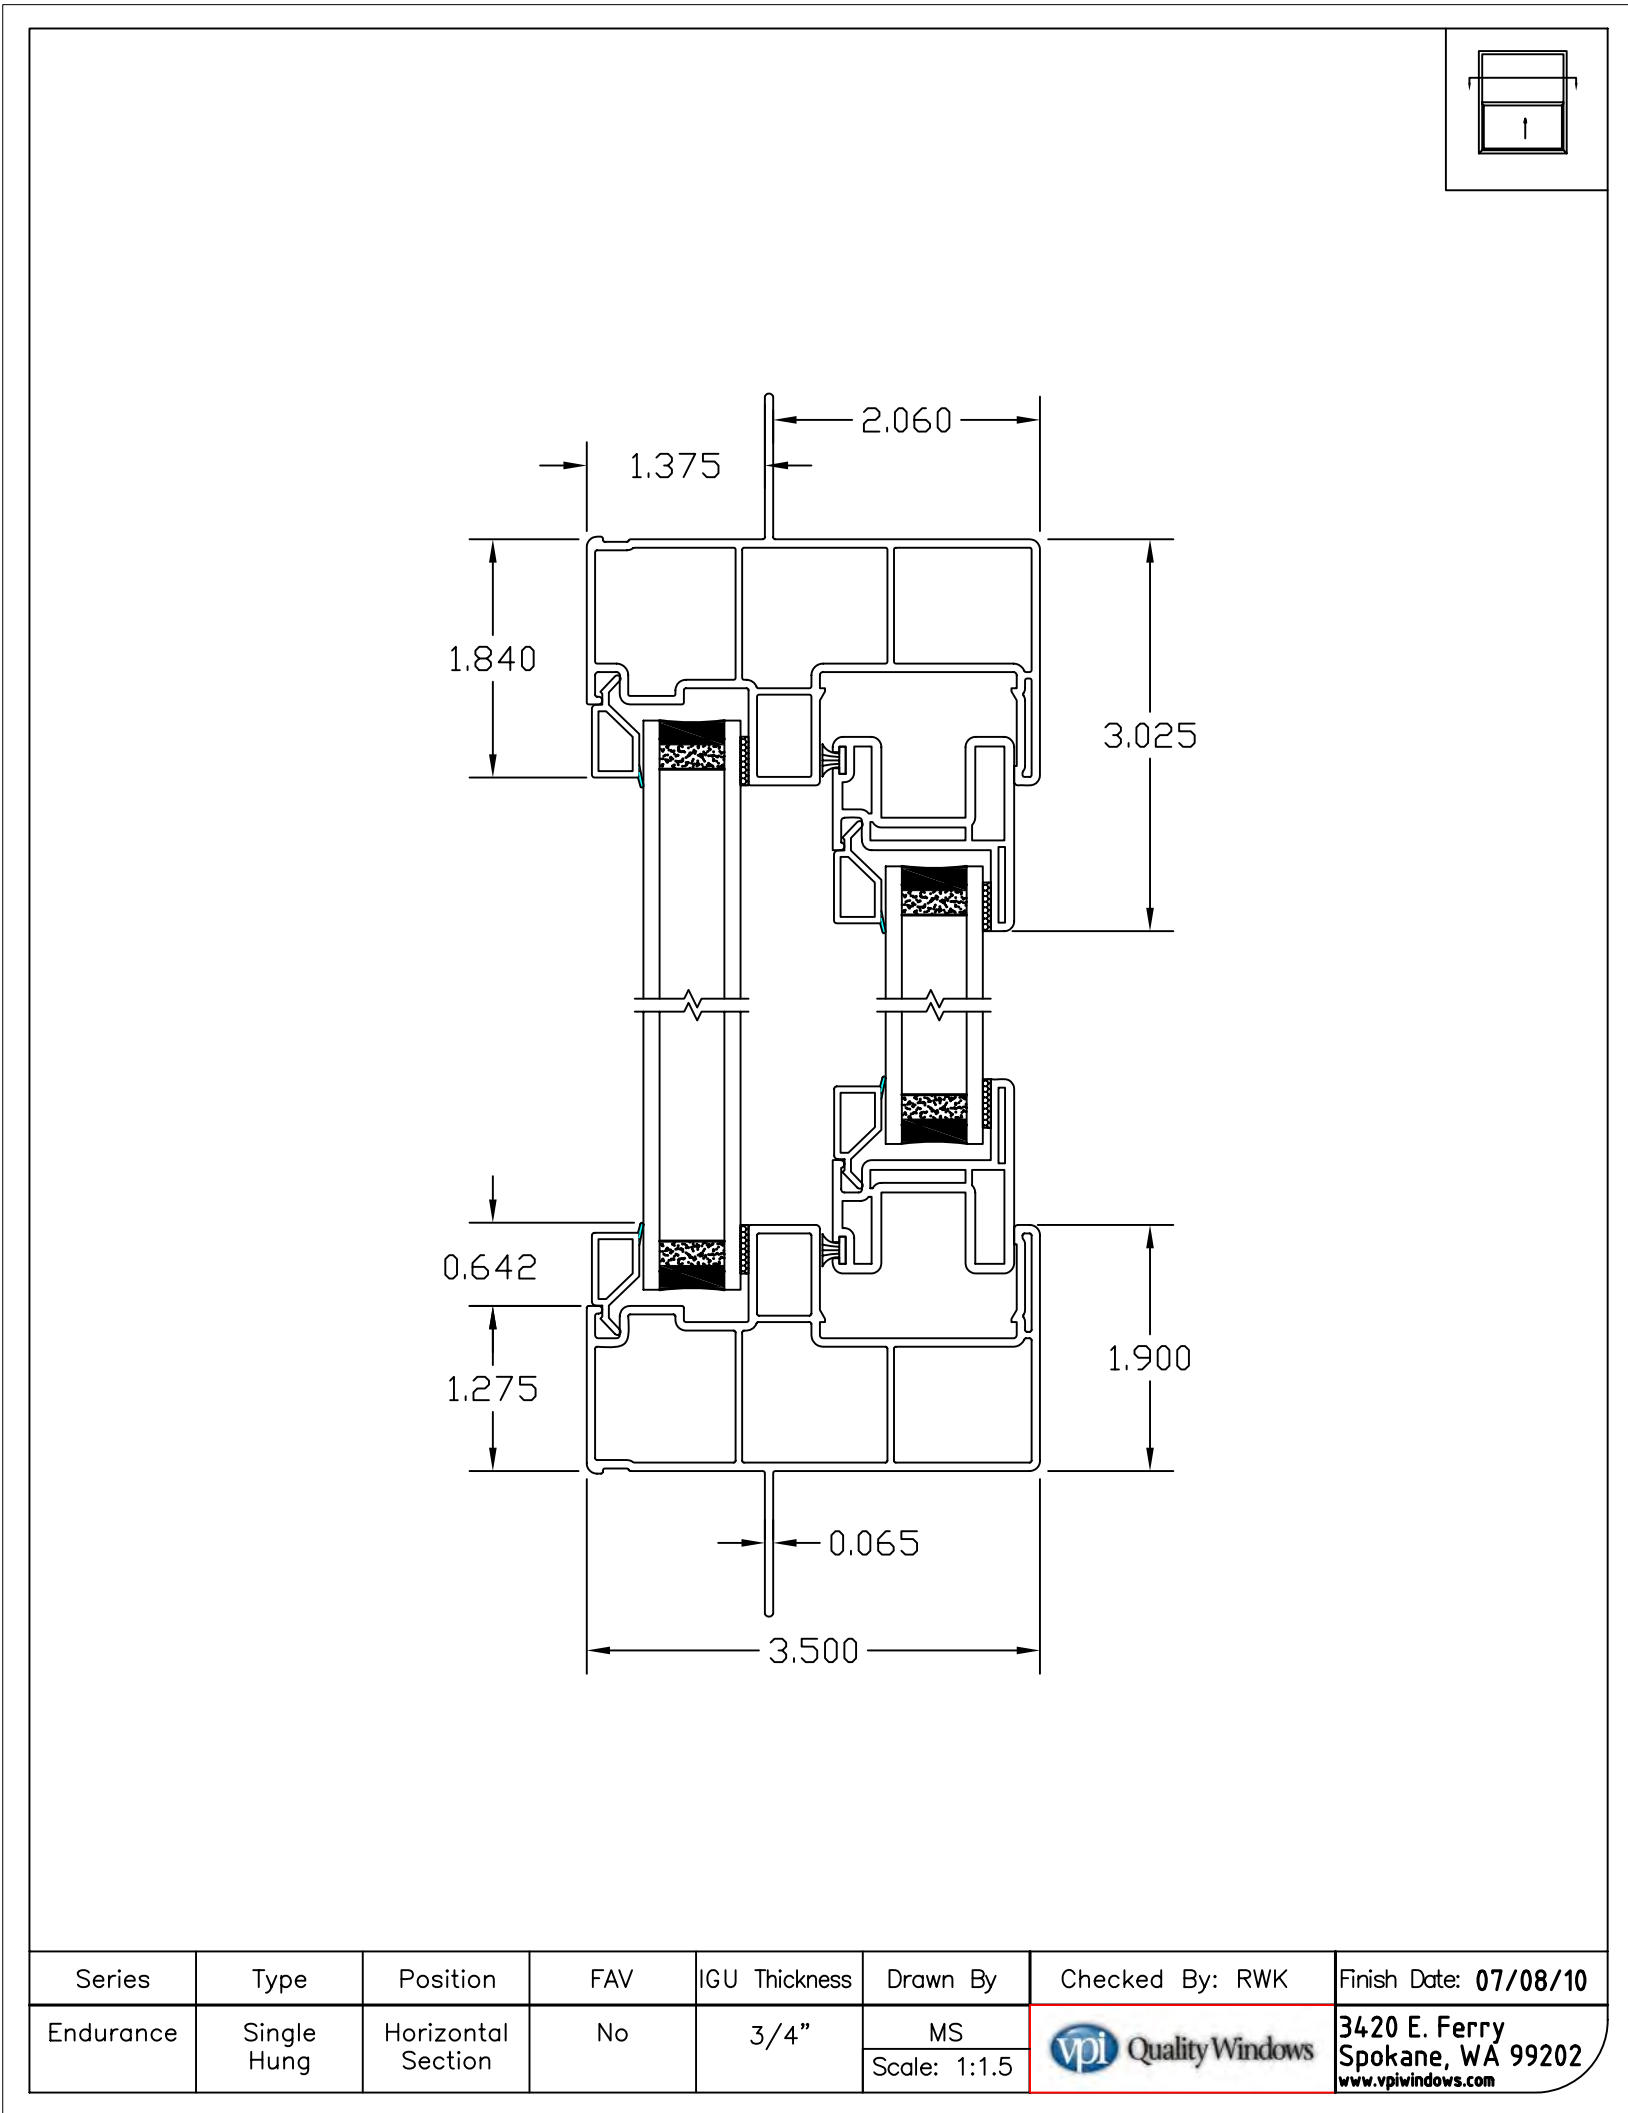 2.060
1.375
1.840
3.025
0.642
1.275
1.900
0.065
3.500
Series
Type
Position
FAV
IGU Thickness
Drawn By
Checked By: RWK
Finish Date: 07/08/10
Endurance
Single
Hung
Horizontal
Section
No
3/4"
MS
Scale: 1:1.5
vpi Quality Windows
3420 E. Ferry
Spokane, WA 99202
www.vpiwindows.com